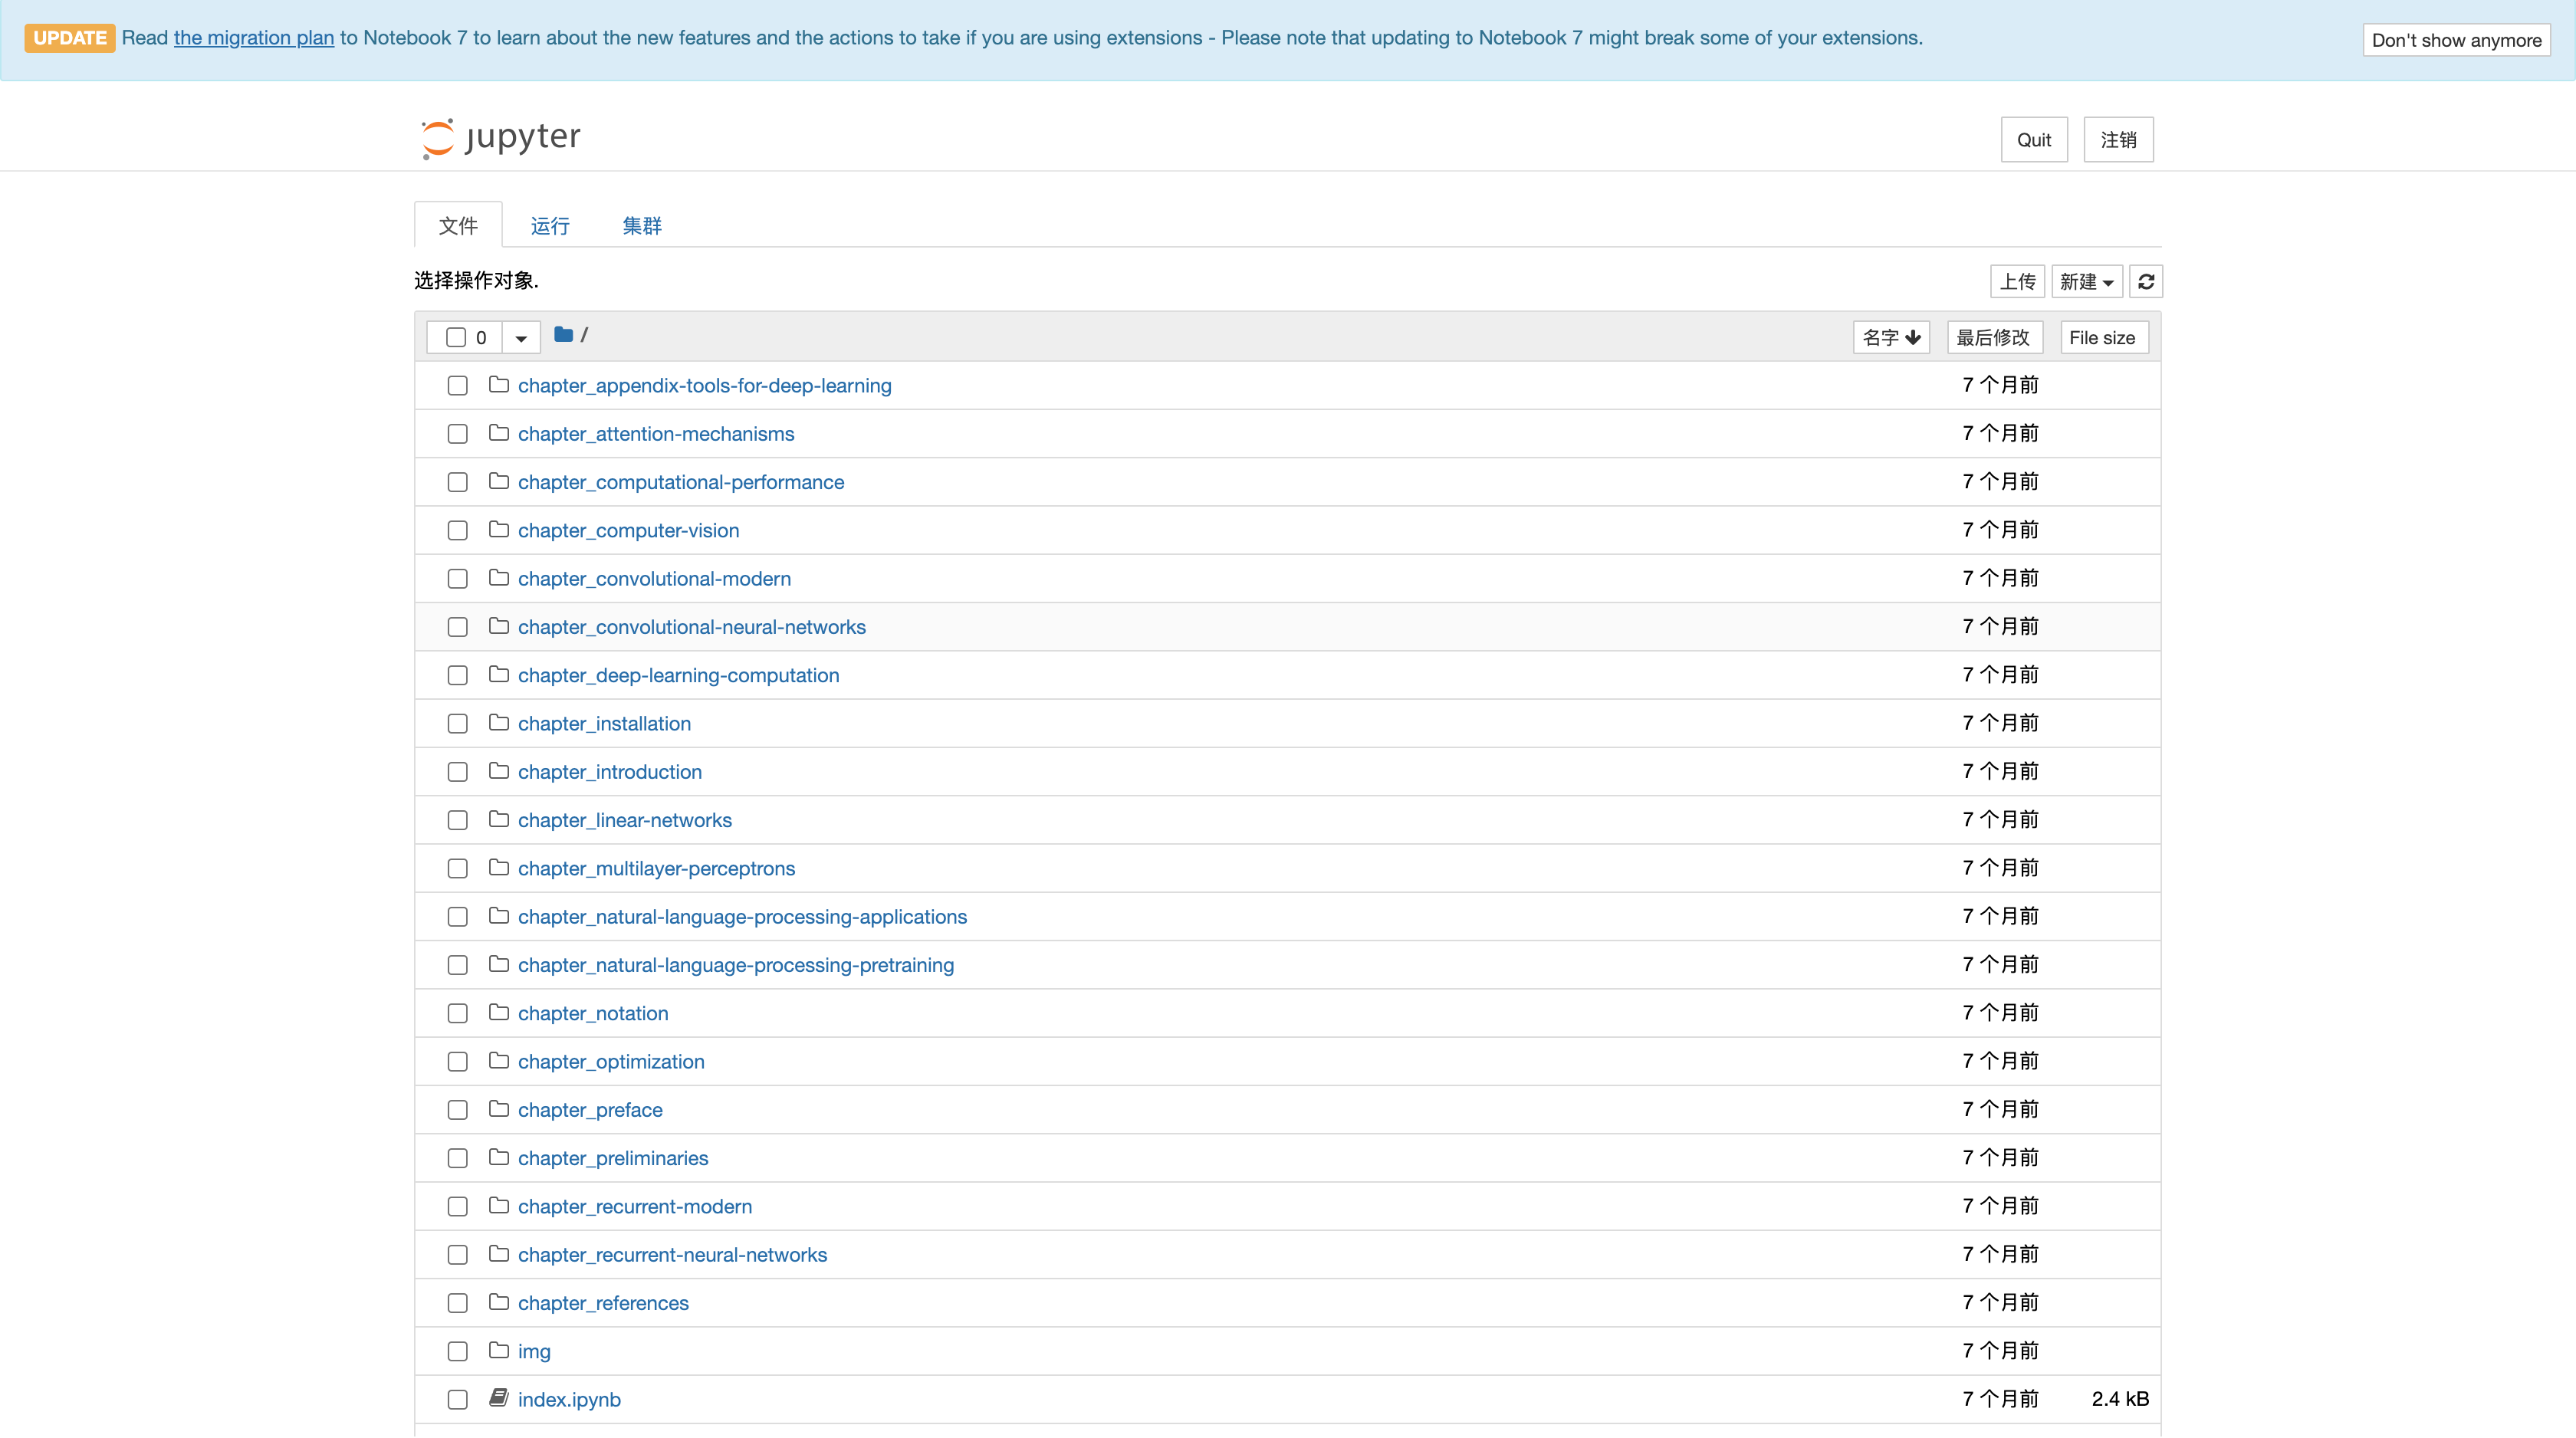 UPDATE Read the migration plan to Notebook 7 to learn about the new features and the actions to take if you are using extensions - Please note that updating to Notebook 7 might break some of your extensions. Don't show anymore
jupyter Quit 注销
文件 运行 集群
选择操作对象. 上传 新建
0 / 名字 最后修改 File size
chapter_appendix-tools-for-deep-learning 7 个月前
chapter_attention-mechanisms 7 个月前
chapter_computational-performance 7 个月前
chapter_computer-vision 7 个月前
chapter_convolutional-modern 7 个月前
chapter_convolutional-neural-networks 7 个月前
chapter_deep-learning-computation 7 个月前
chapter_installation 7 个月前
chapter_introduction 7 个月前
chapter_linear-networks 7 个月前
chapter_multilayer-perceptrons 7 个月前
chapter_natural-language-processing-applications 7 个月前
chapter_natural-language-processing-pretraining 7 个月前
chapter_notation 7 个月前
chapter_optimization 7 个月前
chapter_preface 7 个月前
chapter_preliminaries 7 个月前
chapter_recurrent-modern 7 个月前
chapter_recurrent-neural-networks 7 个月前
chapter_references 7 个月前
img 7 个月前
index.ipynb 7 个月前 2.4 kB